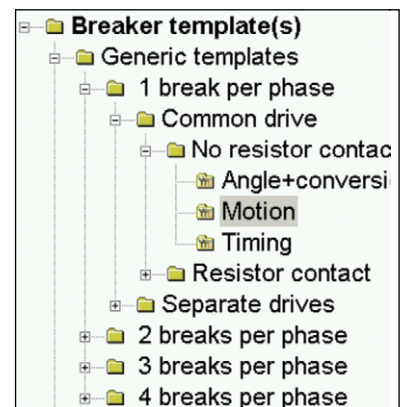 Breaker template(s)
Generic templates
1 break per phase
Common drive
No resistor contac
Angle+conversi
Motion
Timing
Resistor contact
Separate drives
2 breaks per phase
3 breaks per phase
4 breaks per phase